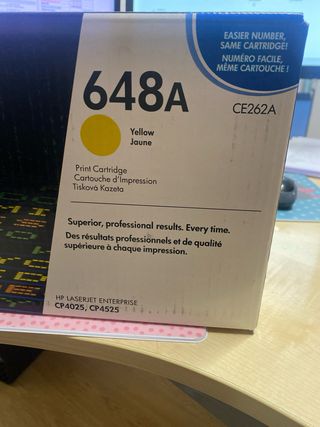 EASIER NUMBER,
SAME CARTRIDGE!
NUMÉRO FACILE,
MÊME CARTOUCHE !
648A
CE262A
Yellow
Jaune
Print Cartridge
Cartouche d'Impression
Tisková Kazeta
Superior, professional results. Every time.
Des résultats professionnels et de qualité
supérieure à chaque impression.
HP LASERJET ENTERPRISE
CP4025, CP4525